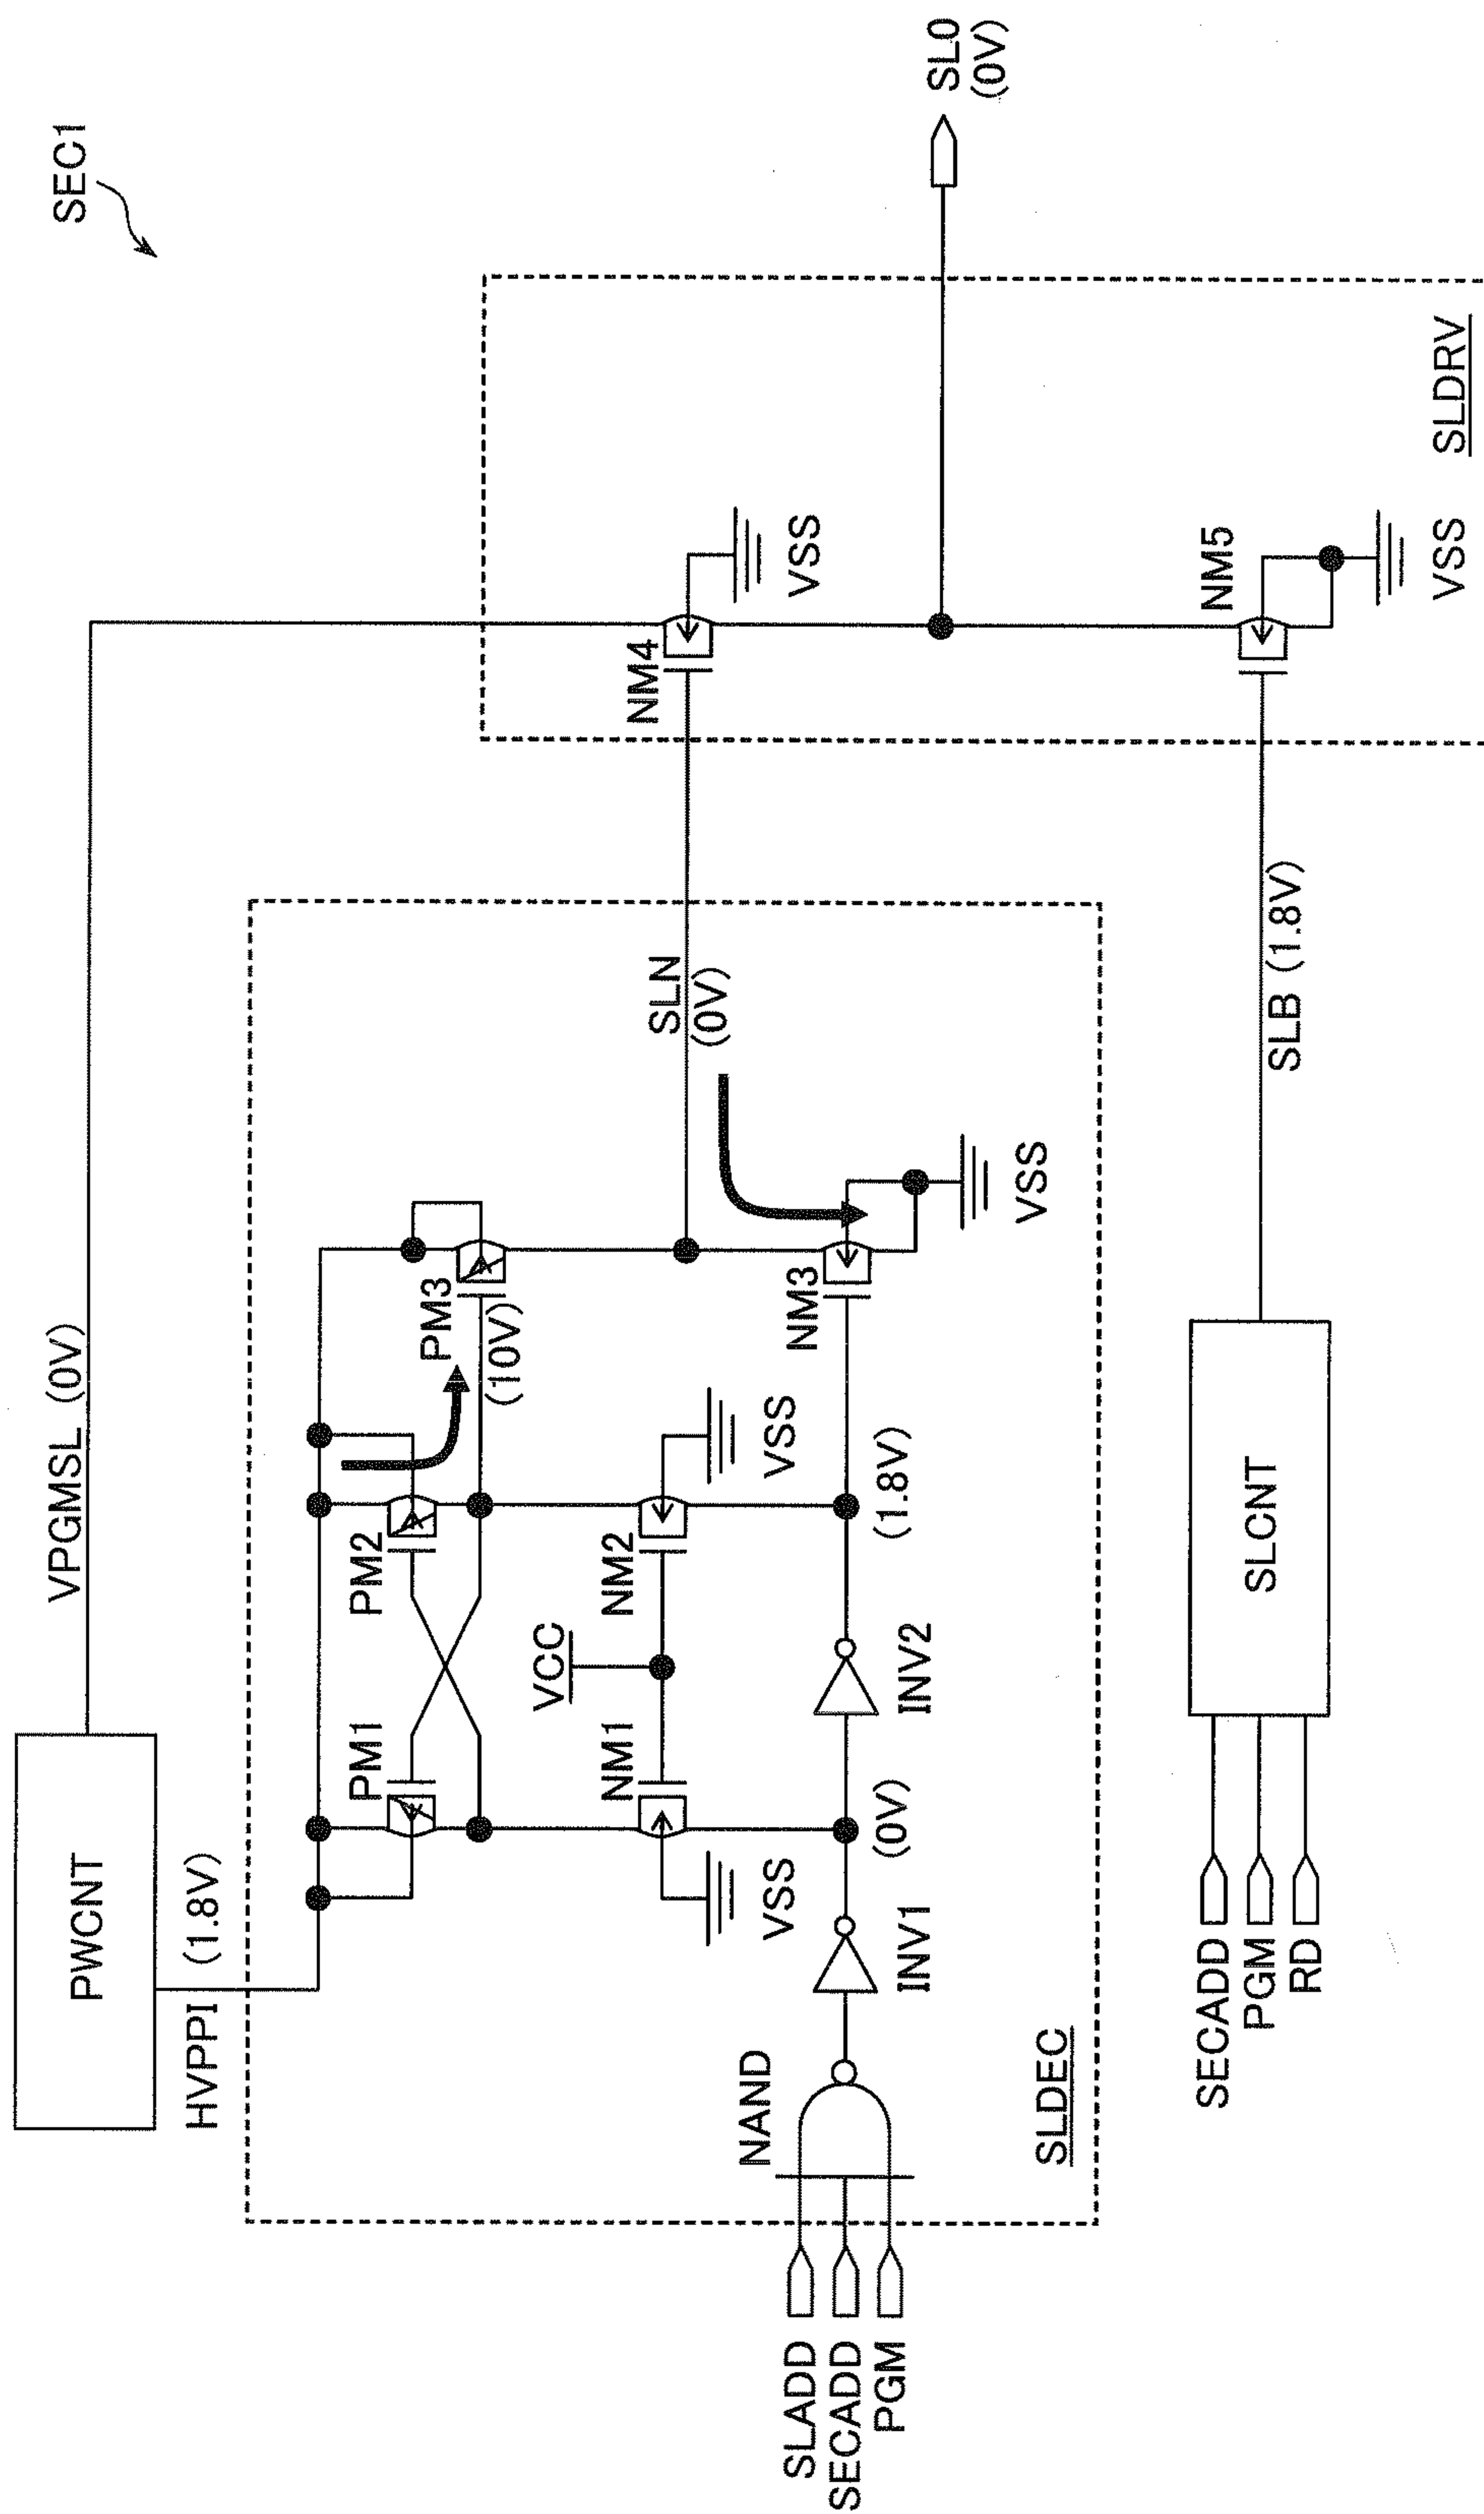 SEC1
PWCNT
VPGMSL (0V)
HVPPI (1.8V)
PM1
PM2
PM3
(10V)
VCC
NM1
NM2
VSS
VSS
SLN
(0V)
NM4
VSS
SL0
(0V)
NAND
SLADD
SECADD
PGM
INV1
(0V)
INV2
(1.8V)
NM3
VSS
SLDEC
SECADD
PGM
RD
SLCNT
SLB (1.8V)
NM5
VSS
SLDRV